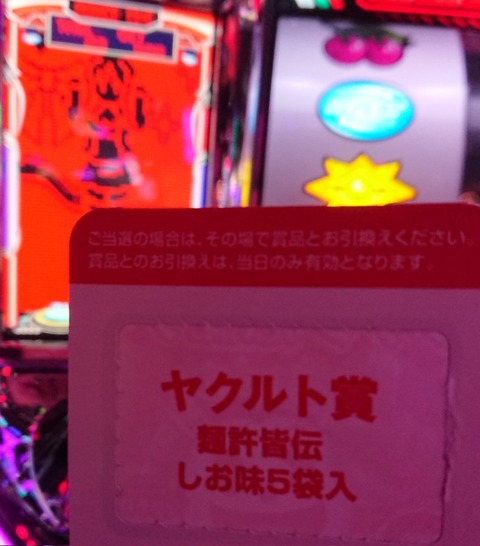 ご当選の場合は、その場で賞品とお引換えください。
賞品とのお引換えは、当日のみ有効となります。
ヤクルト賞
麺許皆伝
しお味5袋入